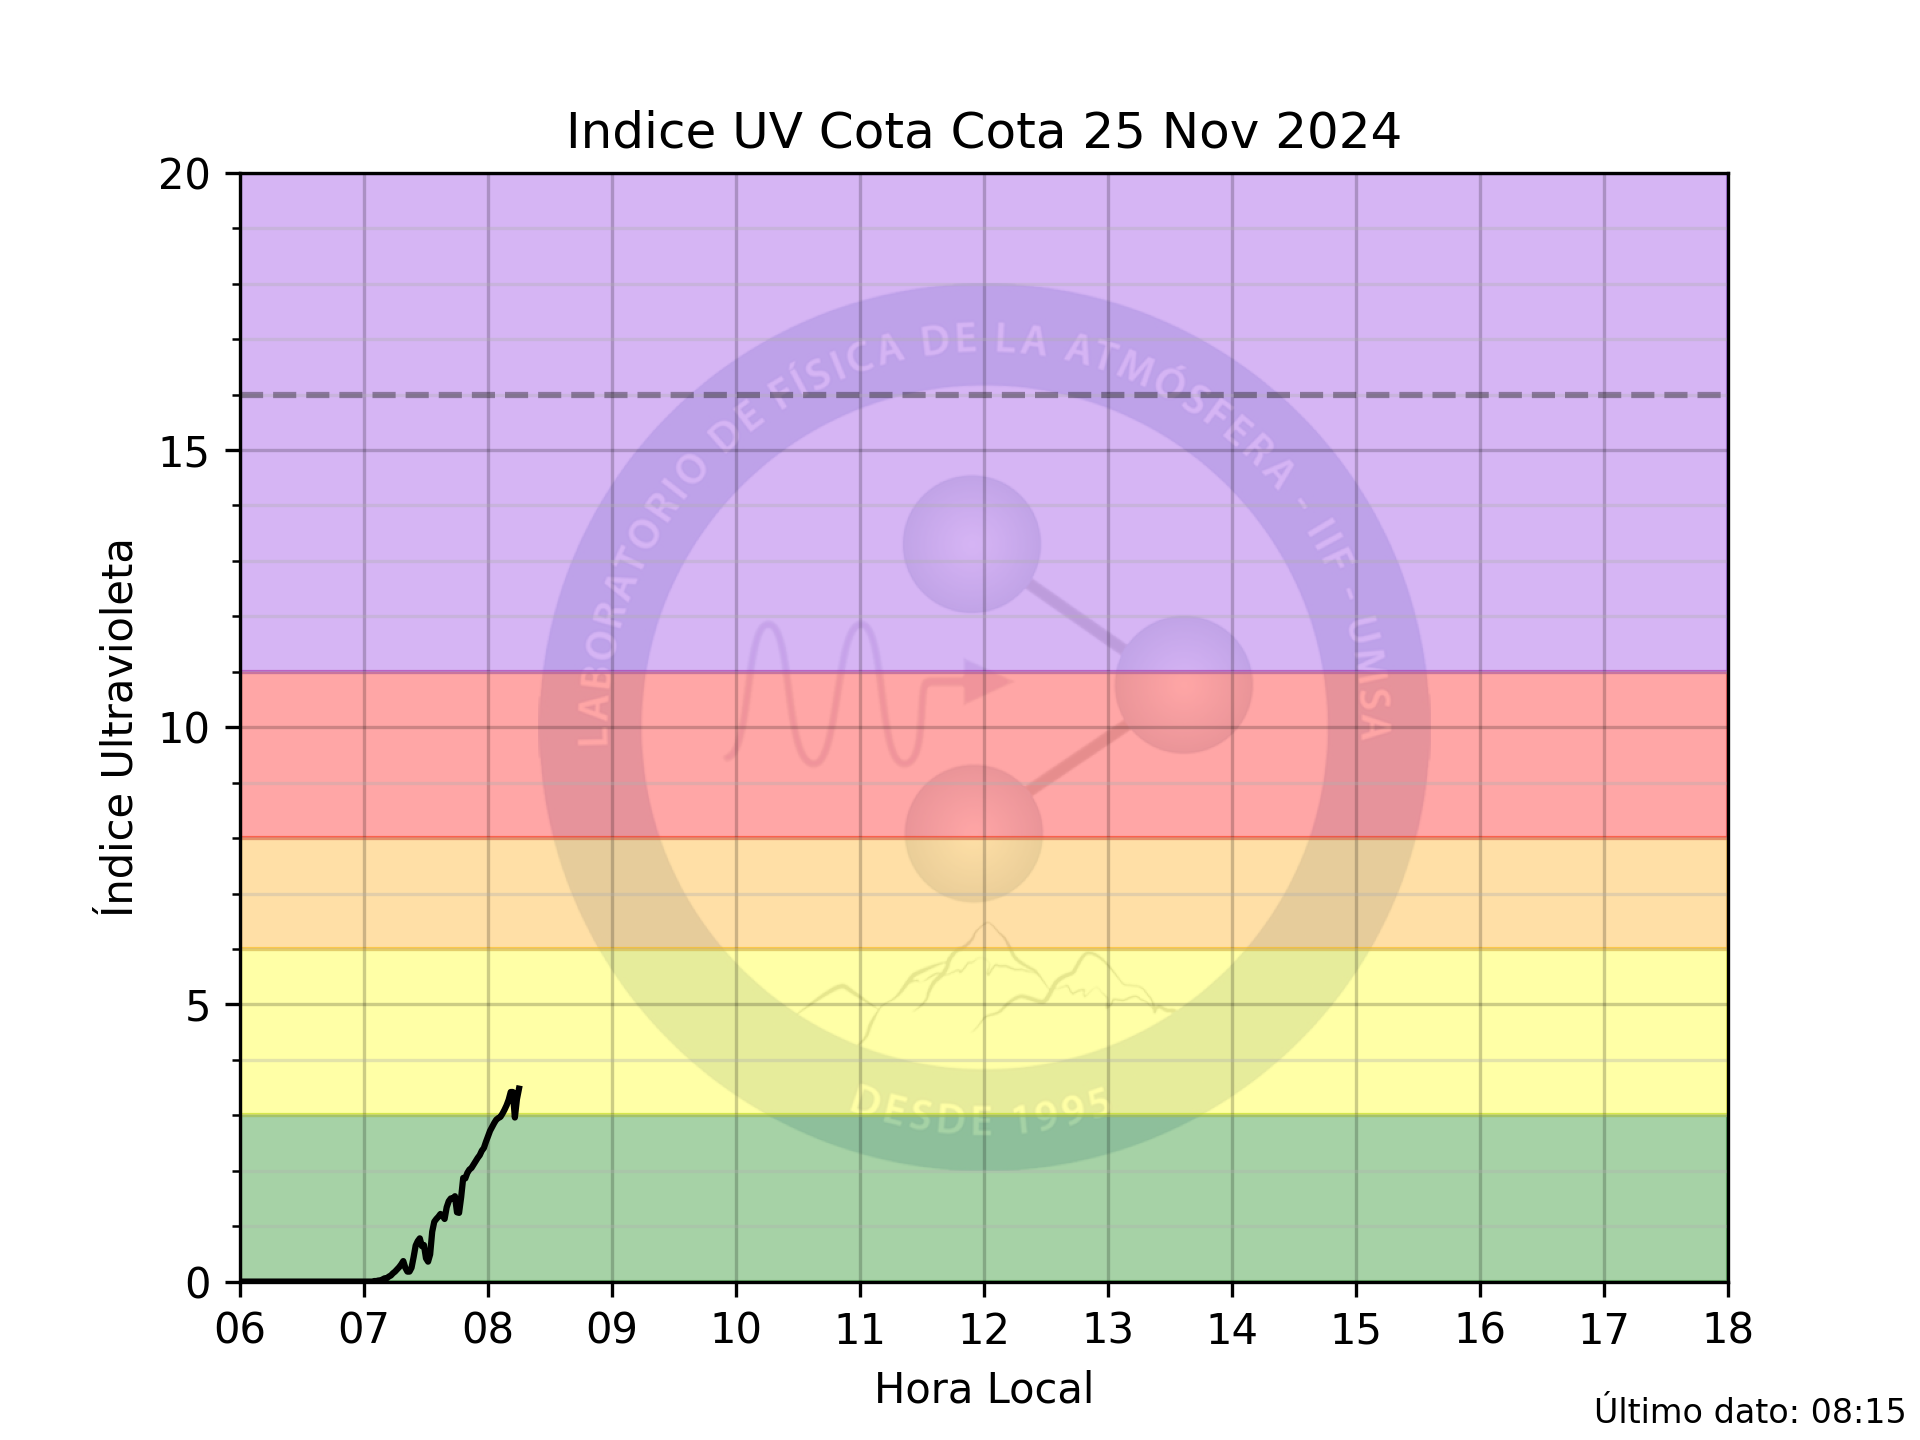 Indice UV Cota Cota 25 Nov 2024
20
15
10
5
0
Índice Ultravioleta
LABORATORIO DE FÍSICA DE LA ATMÓSFERA - IIF - UMSA
DESDE 1995
06 07 08 09 10 11 12 13 14 15 16 17 18
Hora Local
Último dato: 08:15